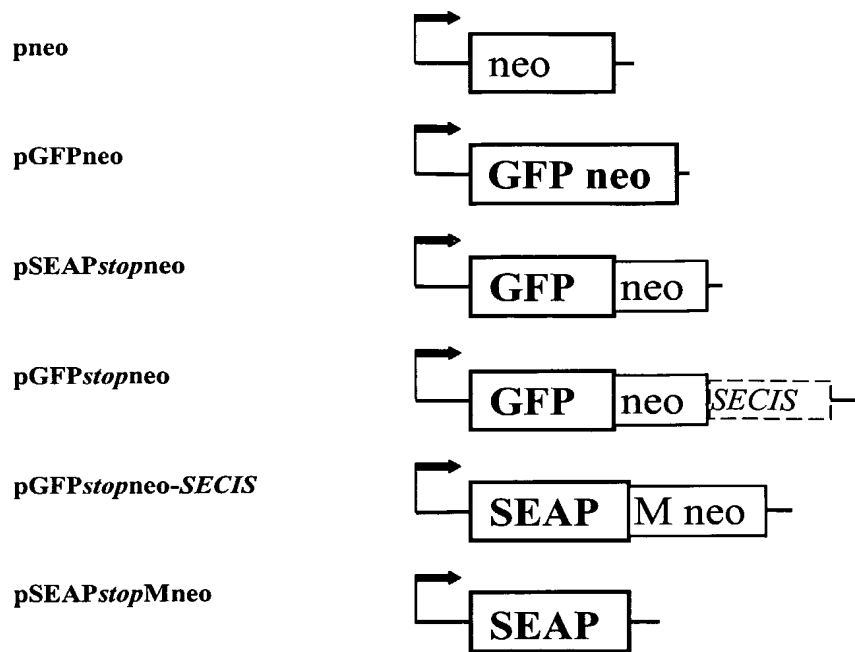 pneo
neo
pGFPneo
GFP neo
pSEAPstopneo
GFP neo
pGFPstopneo
GFP neo SECIS
pGFPstopneo-SECIS
SEAP M neo
pSEAPstopMneo
SEAP